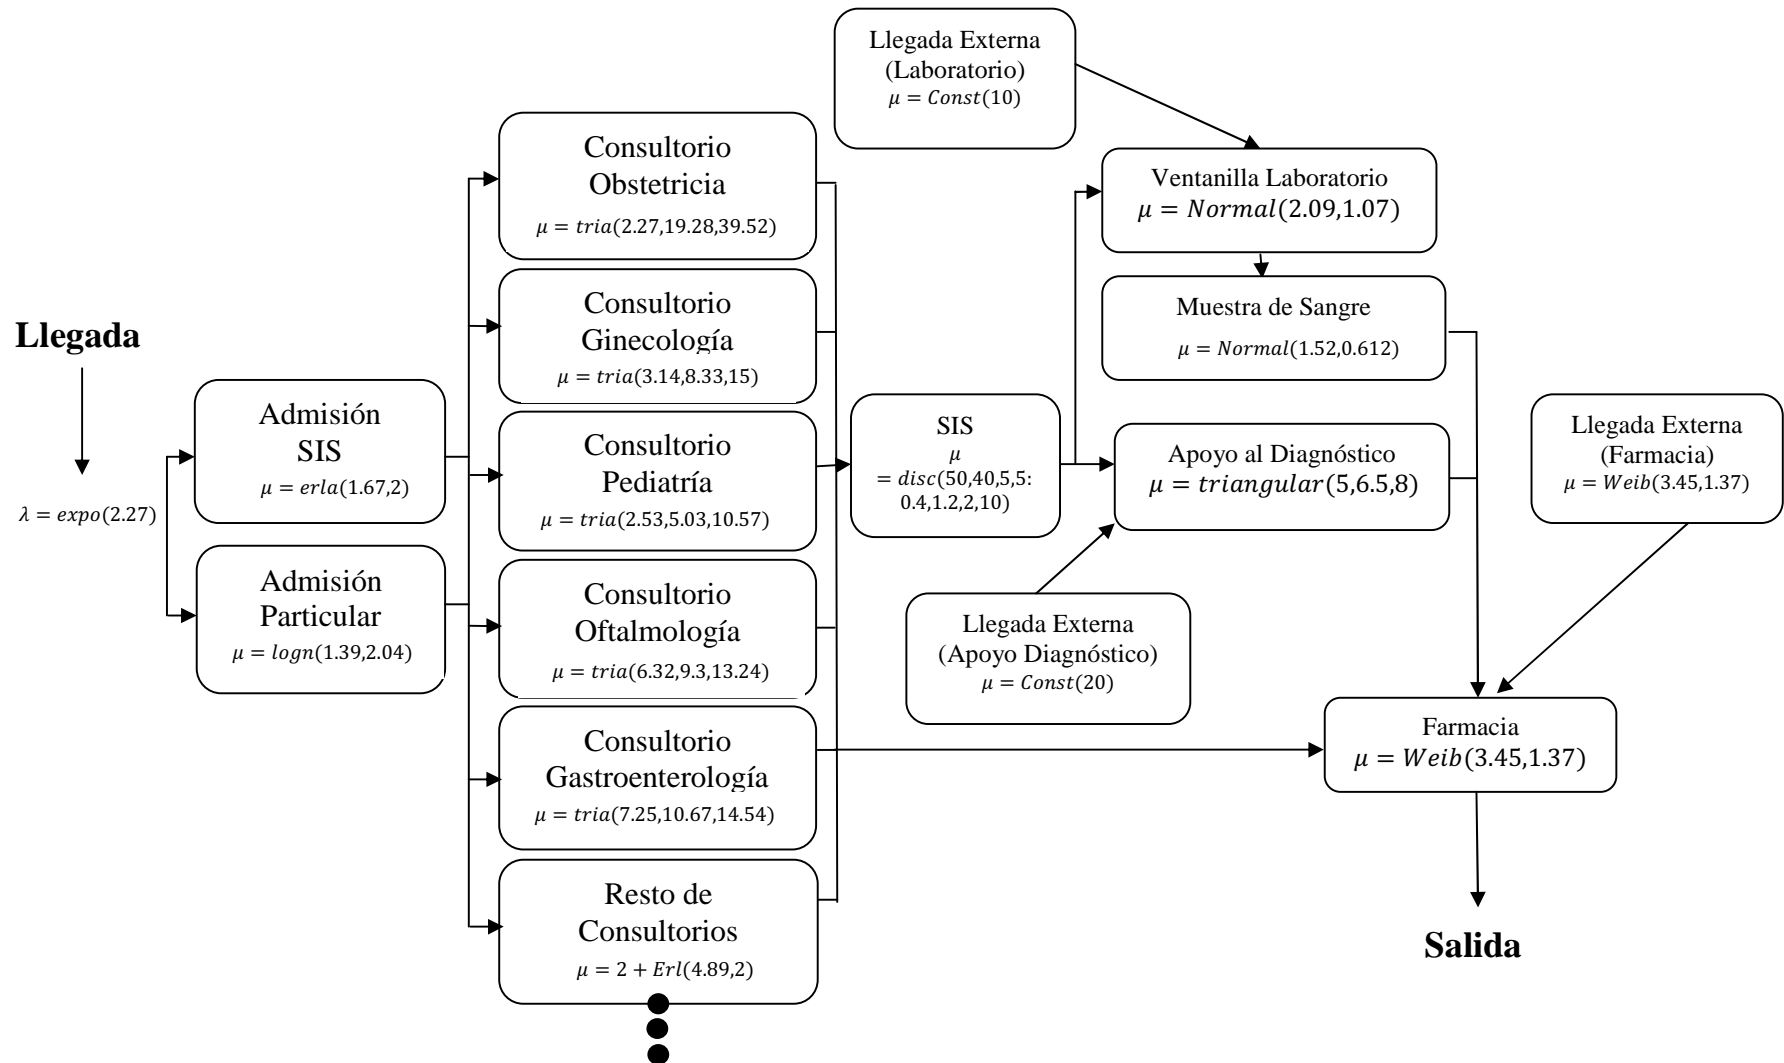 Llegada
λ = expo(2.27)
Admisión
SIS
μ = erla(1.67,2)
Admisión
Particular
μ = logn(1.39,2.04)
Consultorio
Obstetricia
μ = tria(2.27,19.28,39.52)
Consultorio
Ginecología
μ = tria(3.14,8.33,15)
Consultorio
Pediatría
μ = tria(2.53,5.03,10.57)
Consultorio
Oftalmología
μ = tria(6.32,9.3,13.24)
Consultorio
Gastroenterología
μ = tria(7.25,10.67,14.54)
Resto de
Consultorios
μ = 2 + Erl(4.89,2)
SIS
μ
= disc(50,40,5,5:
0.4,1.2,2,10)
Llegada Externa
(Laboratorio)
μ = Const(10)
Ventanilla Laboratorio
μ = Normal(2.09,1.07)
Muestra de Sangre
μ = Normal(1.52,0.612)
Apoyo al Diagnóstico
μ = triangular(5,6.5,8)
Llegada Externa
(Apoyo Diagnóstico)
μ = Const(20)
Llegada Externa
(Farmacia)
μ = Weib(3.45,1.37)
Farmacia
μ = Weib(3.45,1.37)
Salida